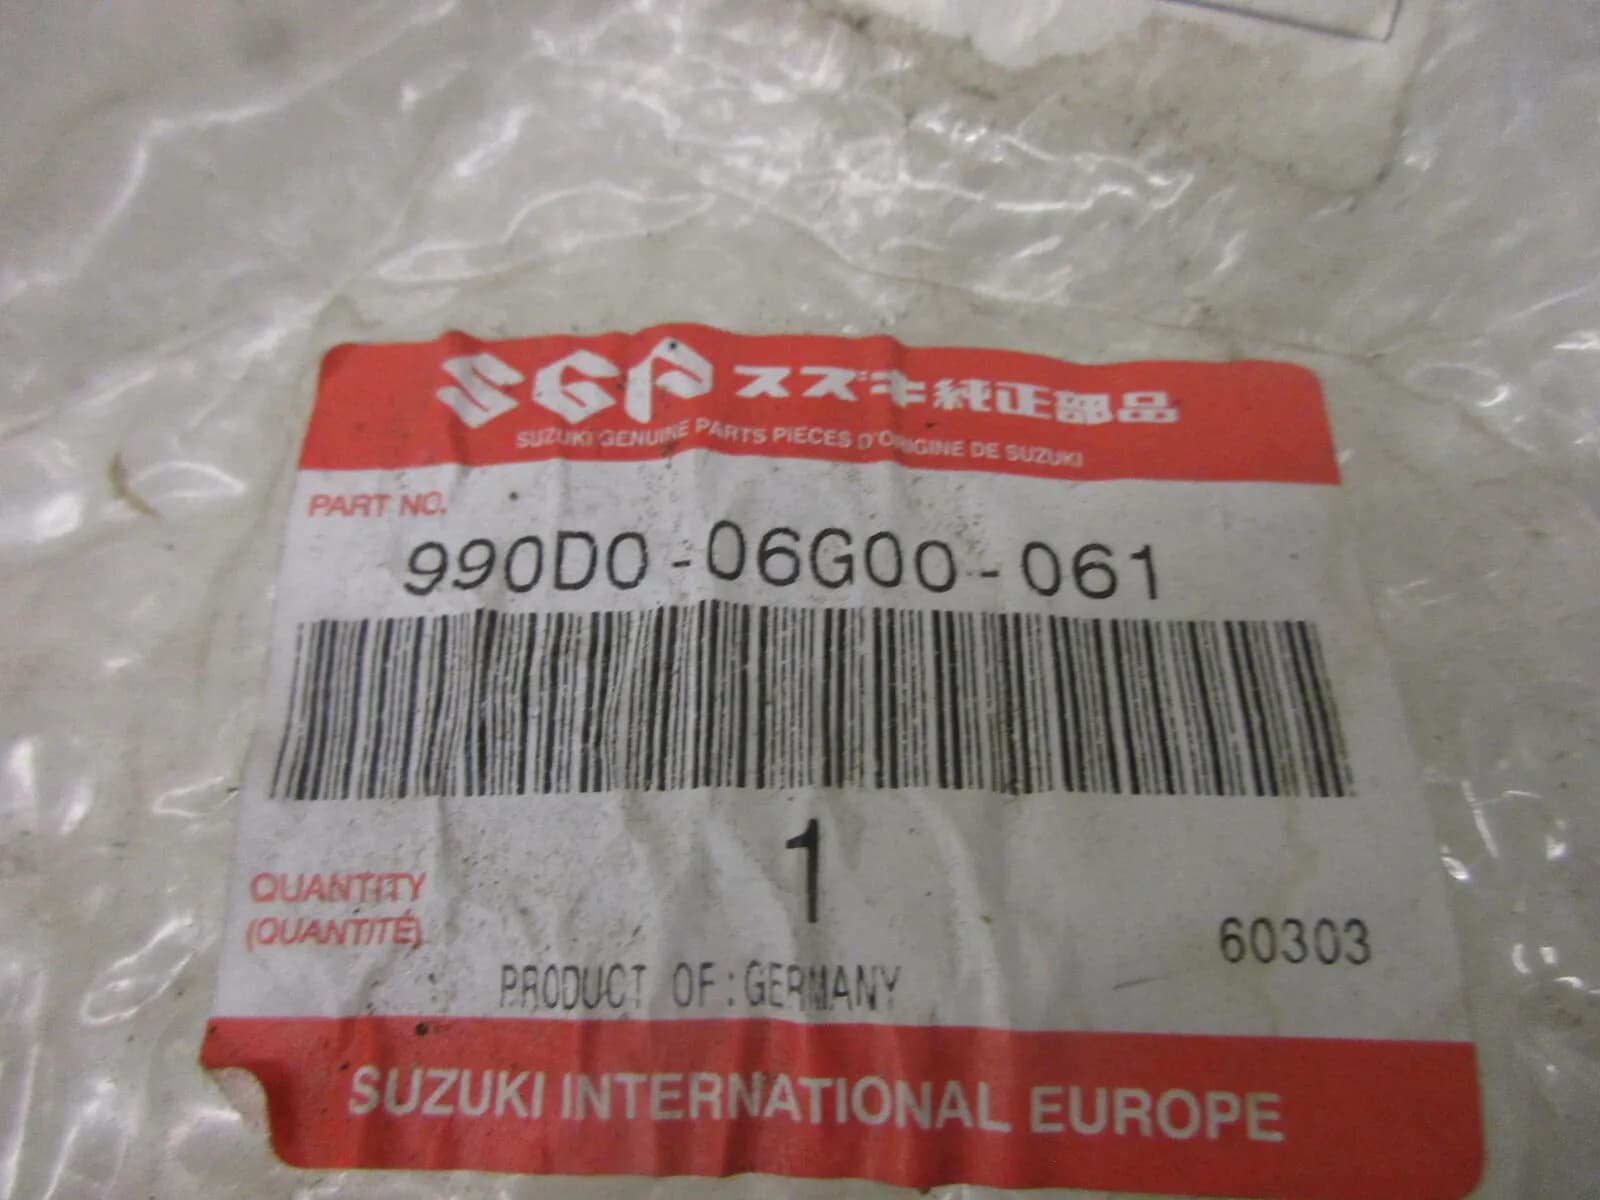 SGP スズキ純正部品
SUZUKI GENUINE PARTS PIECES D'ORIGINE DE SUZUKI
PART NO.
990D0-06G00-061
1
QUANTITY
(QUANTITÉ)
60303
PRODUCT OF:GERMANY
SUZUKI INTERNATIONAL EUROPE